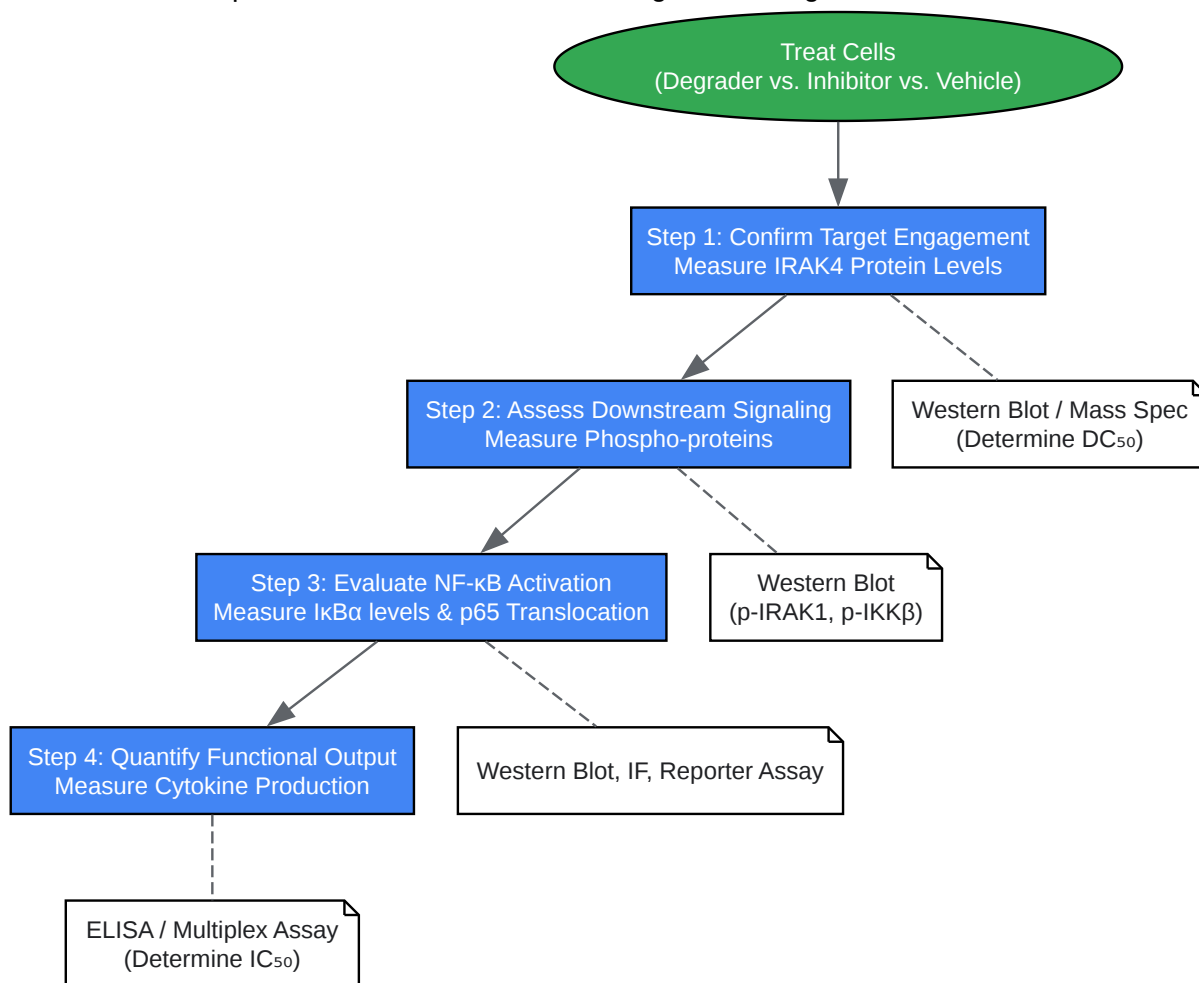 Treat Cells
(Degrader vs. Inhibitor vs. Vehicle)
Step 1: Confirm Target Engagement
Measure IRAK4 Protein Levels
Step 2: Assess Downstream Signaling
Measure Phospho-proteins
Western Blot / Mass Spec
(Determine DC₅₀)
Step 3: Evaluate NF-κB Activation
Measure IκBα levels & p65 Translocation
Western Blot
(p-IRAK1, p-IKKβ)
Step 4: Quantify Functional Output
Measure Cytokine Production
Western Blot, IF, Reporter Assay
ELISA / Multiplex Assay
(Determine IC₅₀)